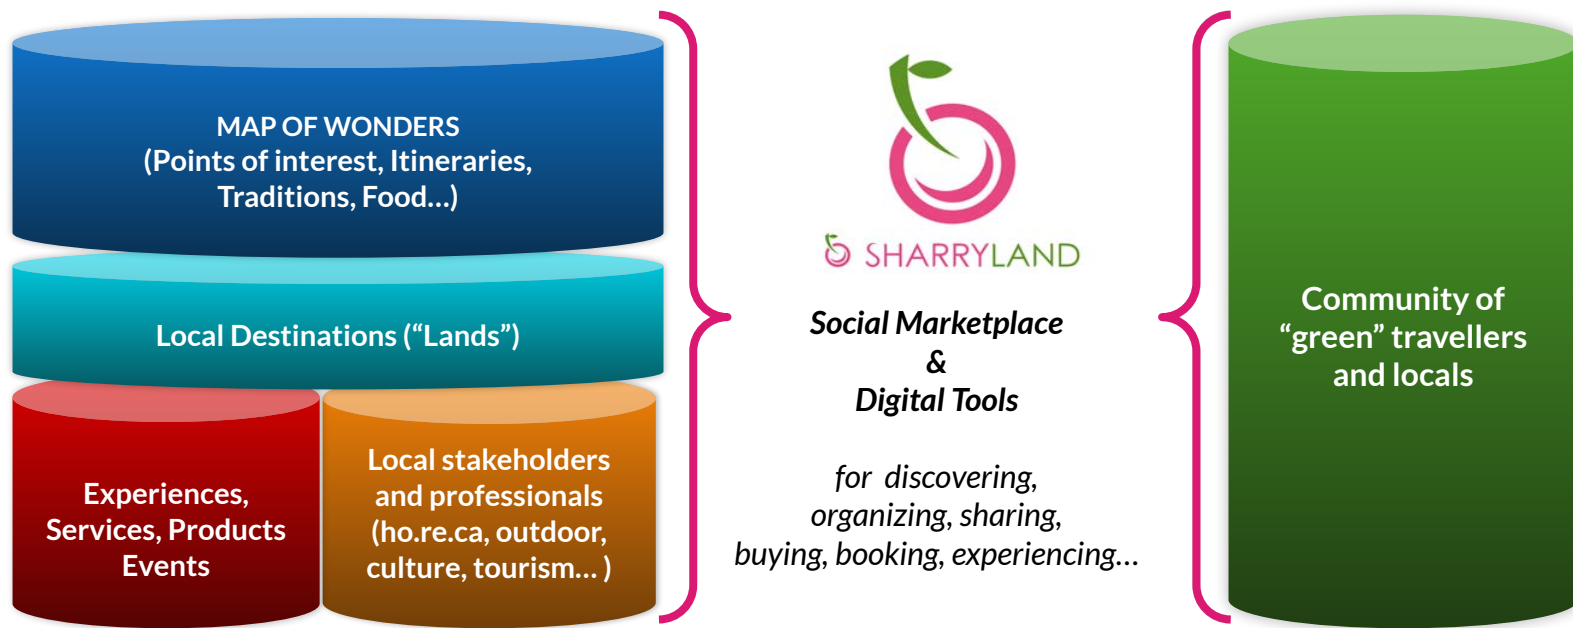 MAP OF WONDERS
(Points of interest, Itineraries,
Traditions, Food...)
Local Destinations (“Lands”)
Experiences,
Services, Products
Events
Local stakeholders
and professionals
(ho.re.ca, outdoor,
culture, tourism... )
SHARRYLAND
Social Marketplace
&
Digital Tools
for discovering,
organizing, sharing,
buying, booking, experiencing...
Community of
“green” travellers
and locals